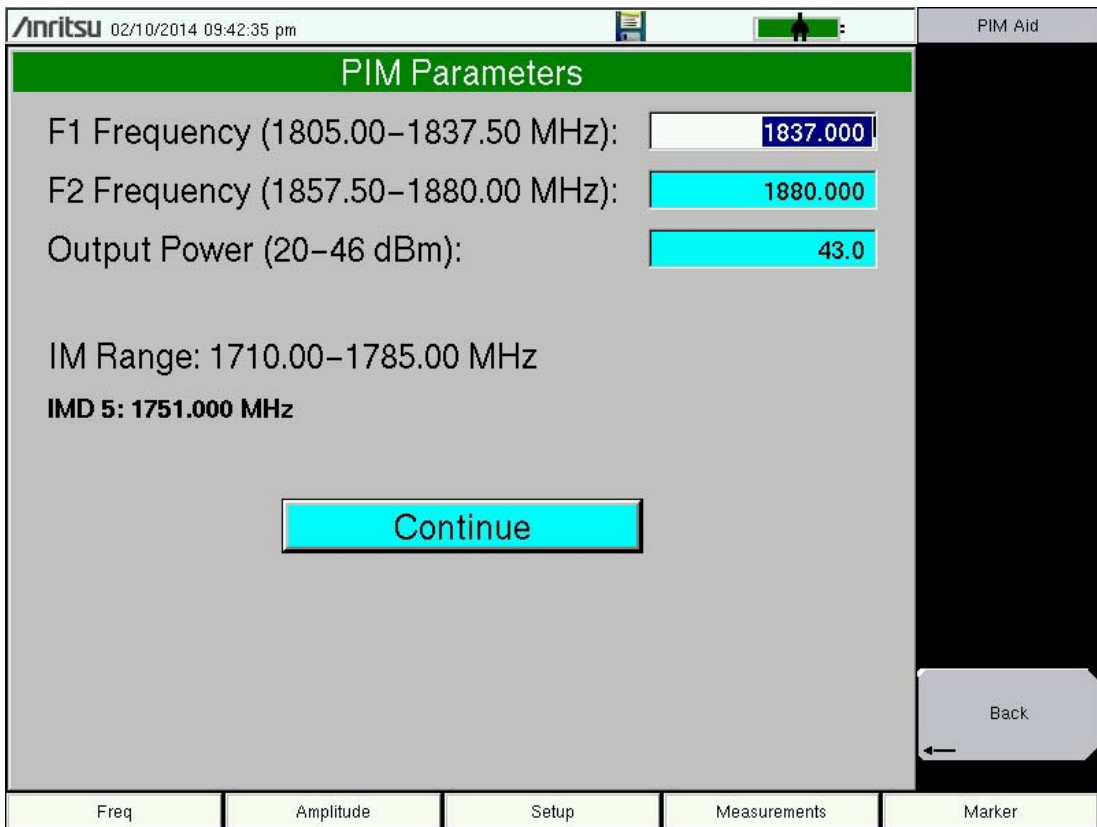 Anritsu 02/10/2014 09:42:35 pm
PIM Aid
PIM Parameters
F1 Frequency (1805.00–1837.50 MHz): 1837.000
F2 Frequency (1857.50–1880.00 MHz): 1880.000
Output Power (20–46 dBm): 43.0
IM Range: 1710.00–1785.00 MHz
IMD 5: 1751.000 MHz
Continue
Back
Freq Amplitude Setup Measurements Marker